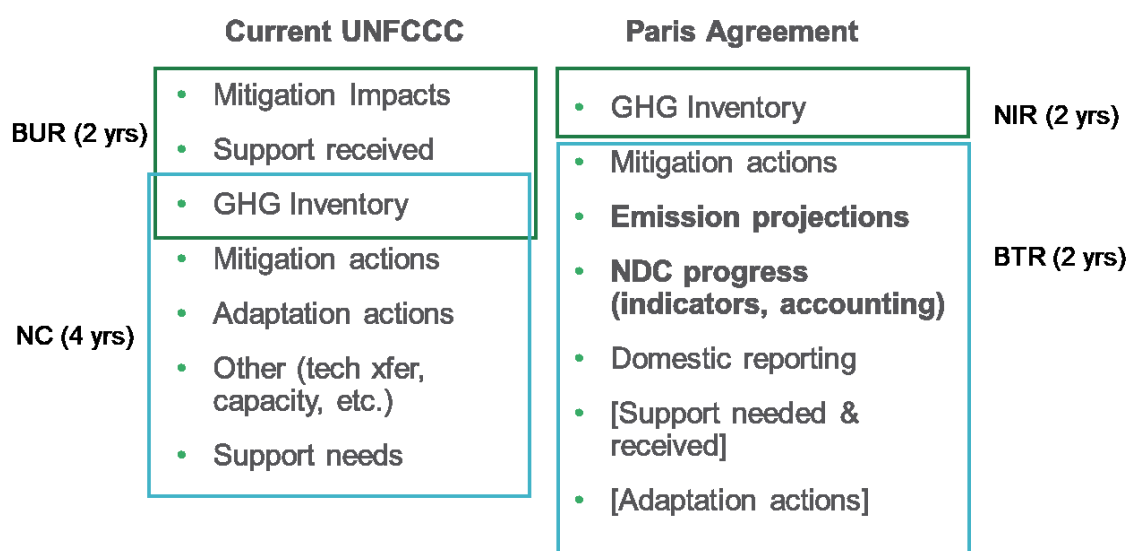 Current UNFCCC
BUR (2 yrs)
• Mitigation Impacts
• Support received
• GHG Inventory
NC (4 yrs)
• Mitigation actions
• Adaptation actions
• Other (tech xfer,
capacity, etc.)
• Support needs
Paris Agreement
• GHG Inventory
NIR (2 yrs)
• Mitigation actions
• Emission projections
• NDC progress
(indicators, accounting)
• Domestic reporting
• [Support needed &
received]
• [Adaptation actions]
BTR (2 yrs)